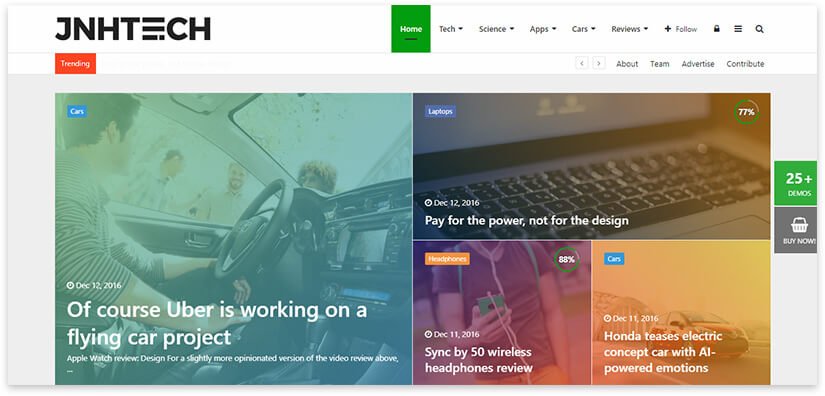 JNHTECH
Home Tech Science Apps Cars Reviews Follow
Trending
About Team Advertise Contribute
Cars
Dec 12, 2016
Of course Uber is working on a
flying car project
Apple Watch review: Design For a slightly more opinionated version of the video review above,
...
Laptops
77%
Dec 12, 2016
Pay for the power, not for the design
Headphones
88%
Dec 11, 2016
Sync by 50 wireless
headphones review
Cars
Dec 11, 2016
Honda teases electric
concept car with AI-
powered emotions
25+
DEMOS
BUY NOW!